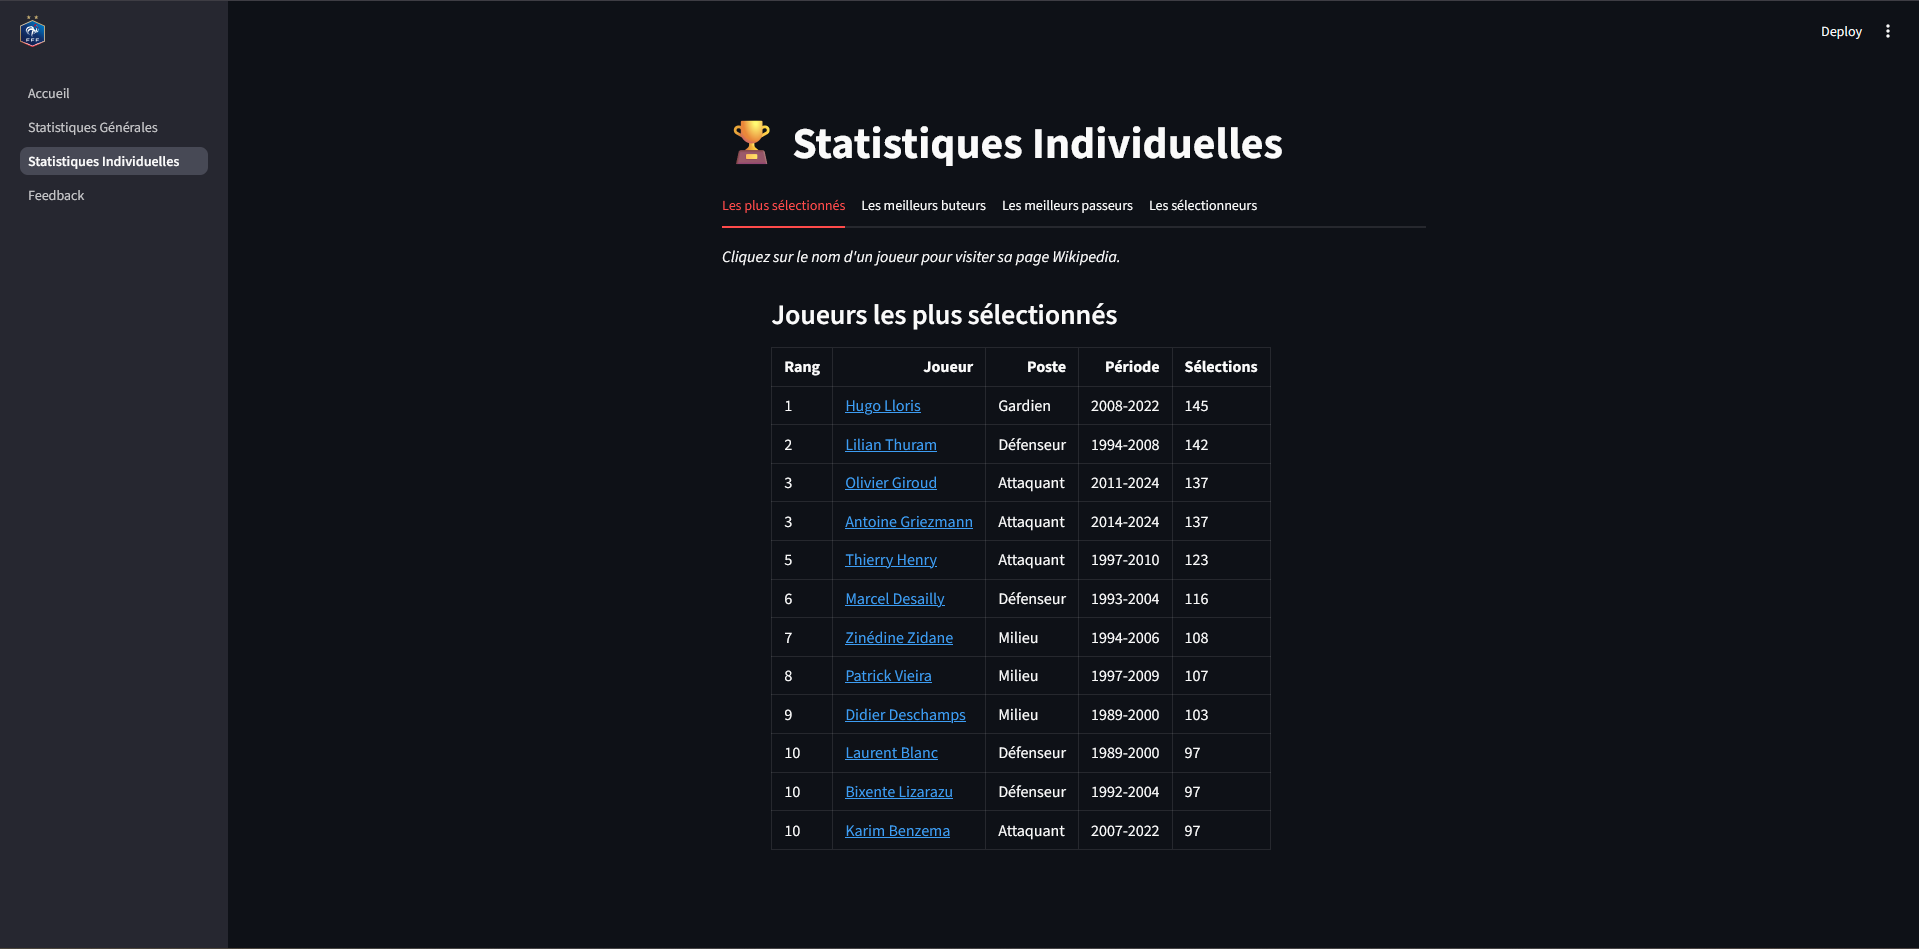 FFF
Deploy
Accueil
Statistiques Générales
Statistiques Individuelles
Feedback
Statistiques Individuelles
Les plus sélectionnés Les meilleurs buteurs Les meilleurs passeurs Les sélectionneurs
Cliquez sur le nom d'un joueur pour visiter sa page Wikipedia.
Joueurs les plus sélectionnés
Rang Joueur Poste Période Sélections
1 Hugo Lloris Gardien 2008-2022 145
2 Lilian Thuram Défenseur 1994-2008 142
3 Olivier Giroud Attaquant 2011-2024 137
3 Antoine Griezmann Attaquant 2014-2024 137
5 Thierry Henry Attaquant 1997-2010 123
6 Marcel Desailly Défenseur 1993-2004 116
7 Zinédine Zidane Milieu 1994-2006 108
8 Patrick Vieira Milieu 1997-2009 107
9 Didier Deschamps Milieu 1989-2000 103
10 Laurent Blanc Défenseur 1989-2000 97
10 Bixente Lizarazu Défenseur 1992-2004 97
10 Karim Benzema Attaquant 2007-2022 97